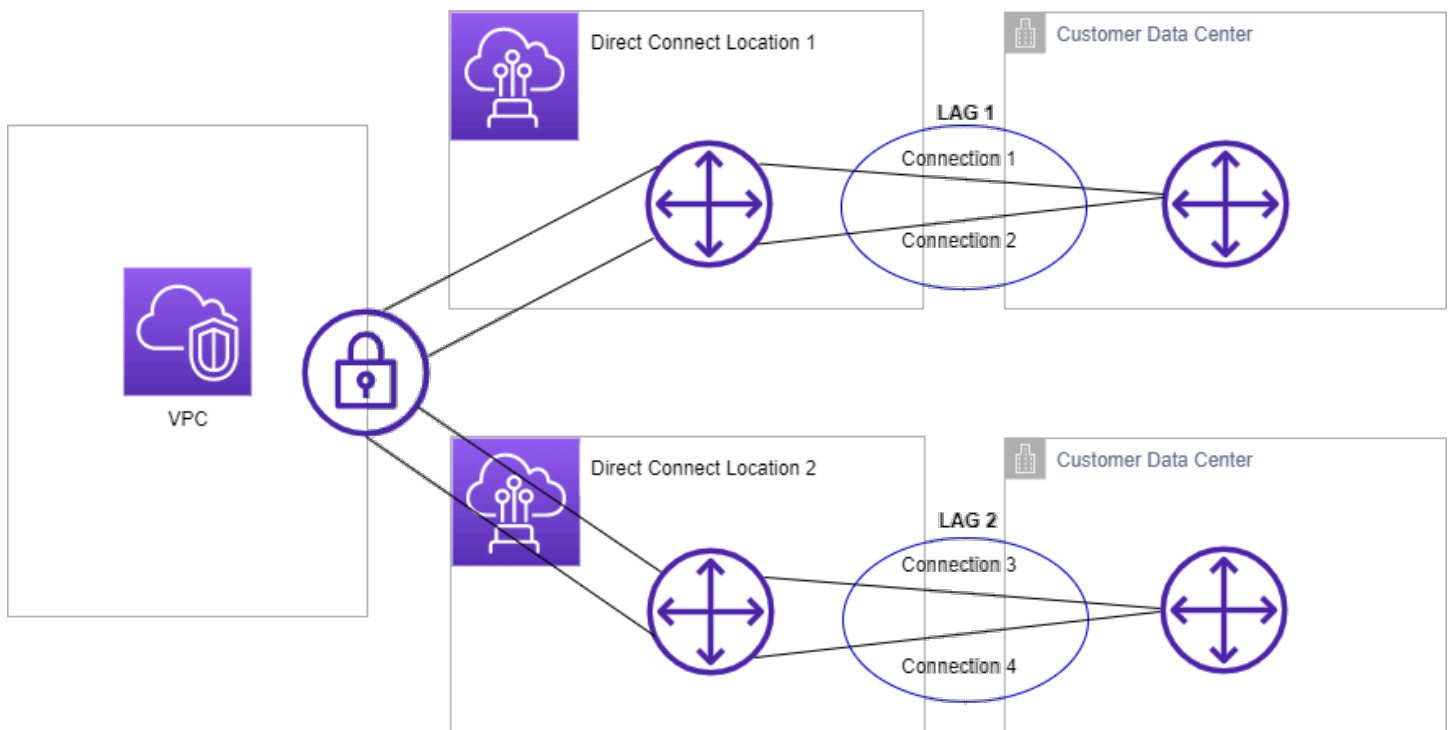 Direct Connect Location 1
Customer Data Center
LAG 1
Connection 1
Connection 2
VPC
Direct Connect Location 2
Customer Data Center
LAG 2
Connection 3
Connection 4